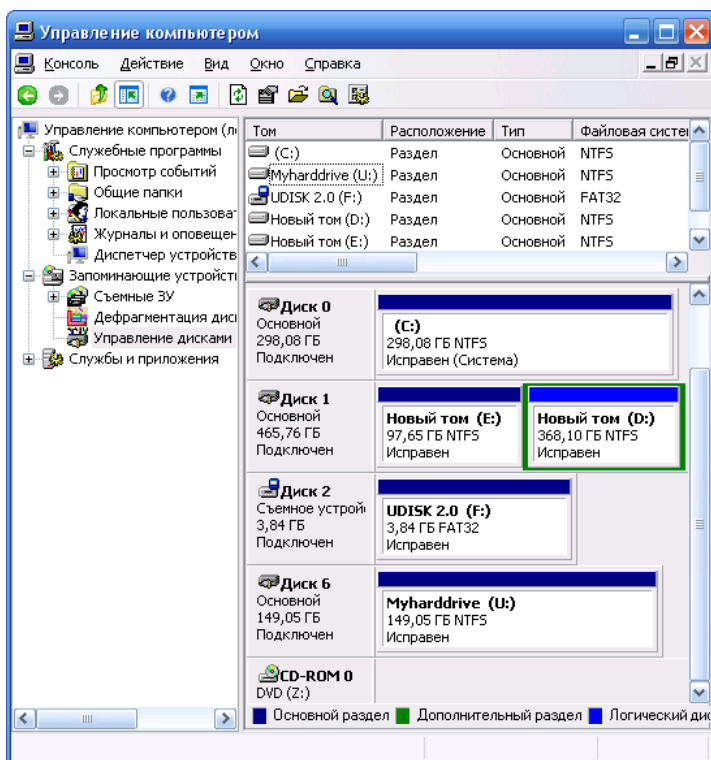 Управление компьютером
Консоль Действие Вид Окно Справка
Управление компьютером (л
Служебные программы
Просмотр событий
Общие папки
Локальные пользоват
Журналы и оповещен
Диспетчер устройств
Запоминающие устройст
Съемные ЗУ
Дефрагментация дис
Управление дисками
Службы и приложения
Том Расположение Тип Файловая систе
(C:) Раздел Основной NTFS
Myharddrive (U:) Раздел Основной NTFS
UDISK 2.0 (F:) Раздел Основной FAT32
Новый том (D:) Раздел Основной NTFS
Новый том (E:) Раздел Основной NTFS
Диск 0
Основной
298,08 ГБ
Подключен
(C:)
298,08 ГБ NTFS
Исправен (Система)
Диск 1
Основной
465,76 ГБ
Подключен
Новый том (E:)
97,65 ГБ NTFS
Исправен
Новый том (D:)
368,10 ГБ NTFS
Исправен
Диск 2
Съемное устрой
3,84 ГБ
Подключен
UDISK 2.0 (F:)
3,84 ГБ FAT32
Исправен
Диск 6
Основной
149,05 ГБ
Подключен
Myharddrive (U:)
149,05 ГБ NTFS
Исправен
CD-ROM 0
DVD (Z:)
Основной раздел Дополнительный раздел Логический ди